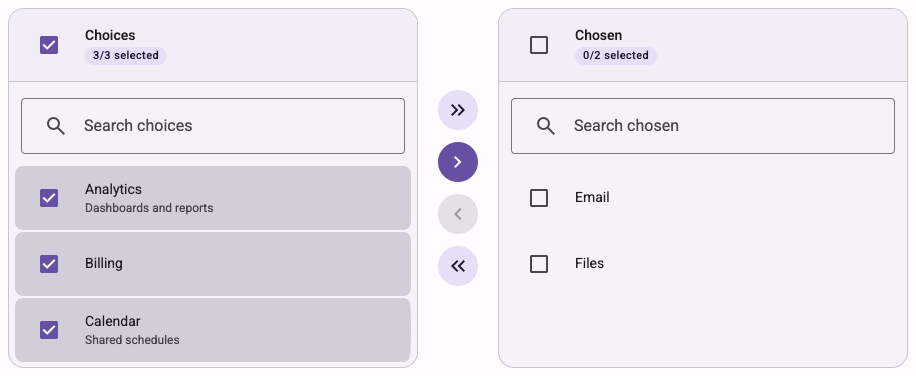 Choices
3/3 selected
Search choices
Analytics
Dashboards and reports
Billing
Calendar
Shared schedules
Chosen
0/2 selected
Search chosen
Email
Files